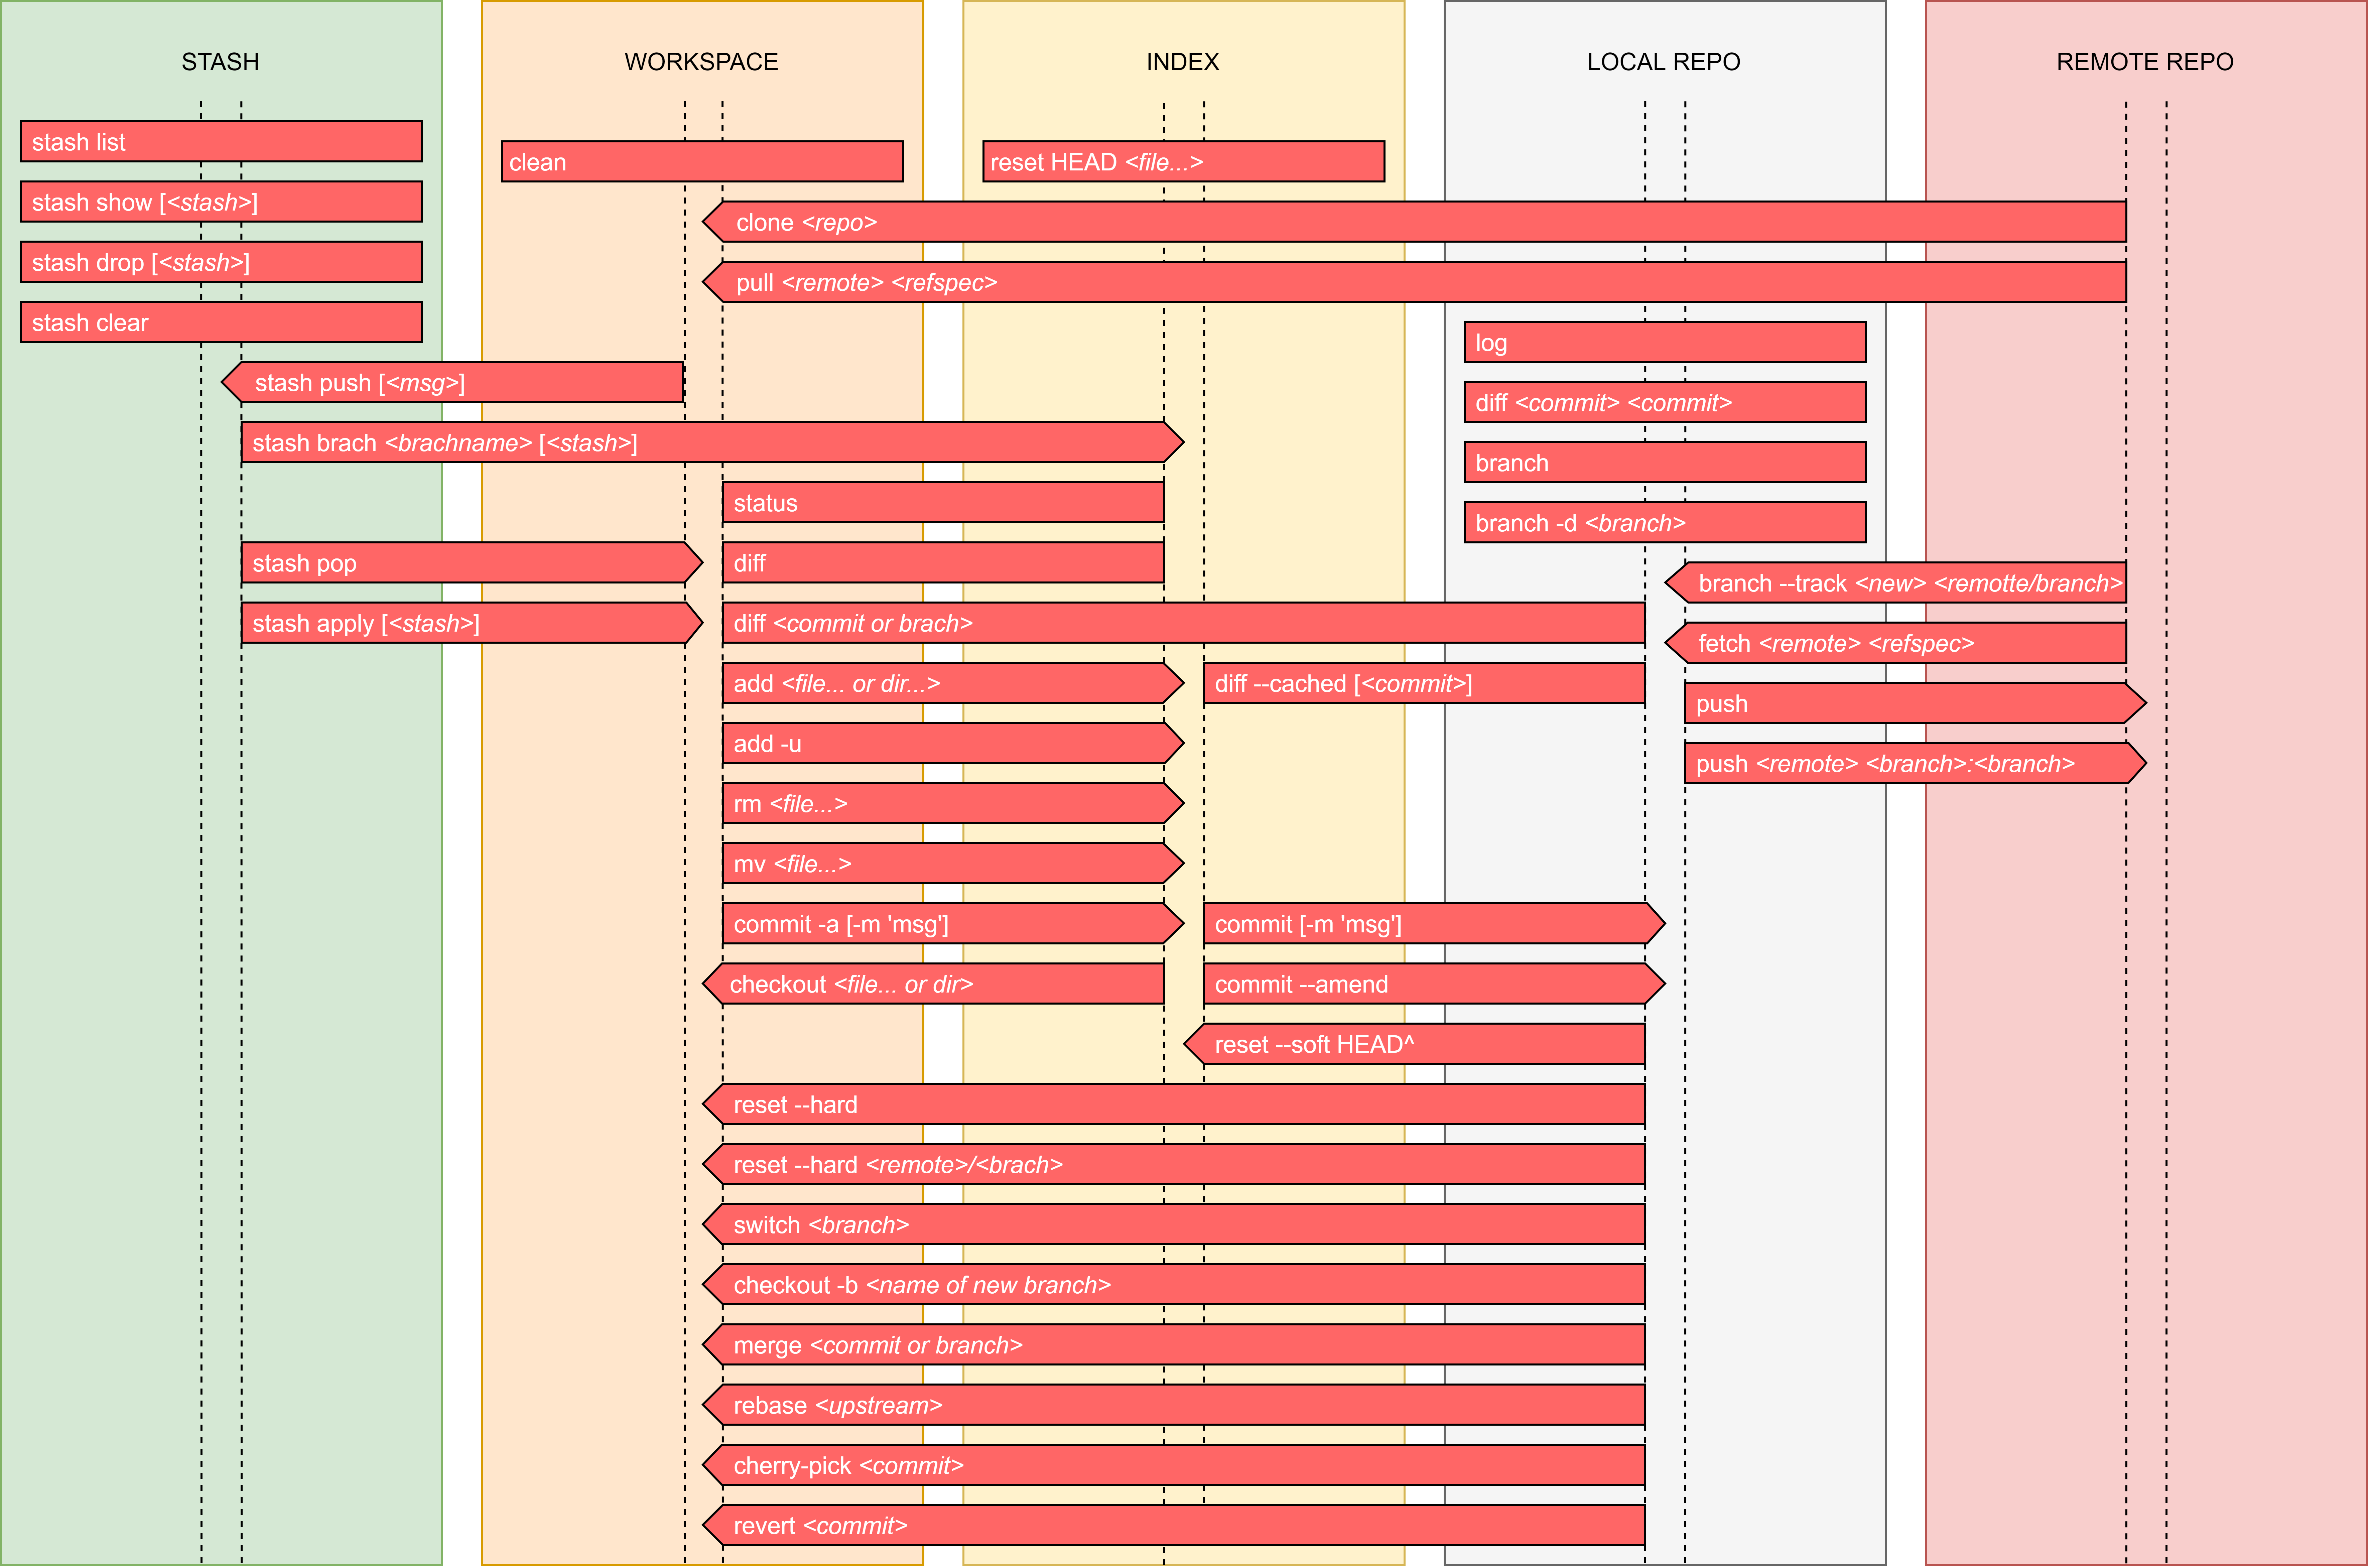 STASH
WORKSPACE
INDEX
LOCAL REPO
REMOTE REPO
stash list
clean
reset HEAD <file...>
stash show [<stash>]
clone <repo>
stash drop [<stash>]
pull <remote> <refspec>
stash clear
log
stash push [<msg>]
diff <commit> <commit>
stash brach <brachname> [<stash>]
branch
status
branch -d <branch>
stash pop
diff
branch --track <new> <remotte/branch>
stash apply [<stash>]
diff <commit or brach>
fetch <remote> <refspec>
add <file... or dir...>
diff --cached [<commit>]
push
add -u
push <remote> <branch>:<branch>
rm <file...>
mv <file...>
commit -a [-m 'msg']
commit [-m 'msg']
checkout <file... or dir>
commit --amend
reset --soft HEAD^
reset --hard
reset --hard <remote>/<brach>
switch <branch>
checkout -b <name of new branch>
merge <commit or branch>
rebase <upstream>
cherry-pick <commit>
revert <commit>